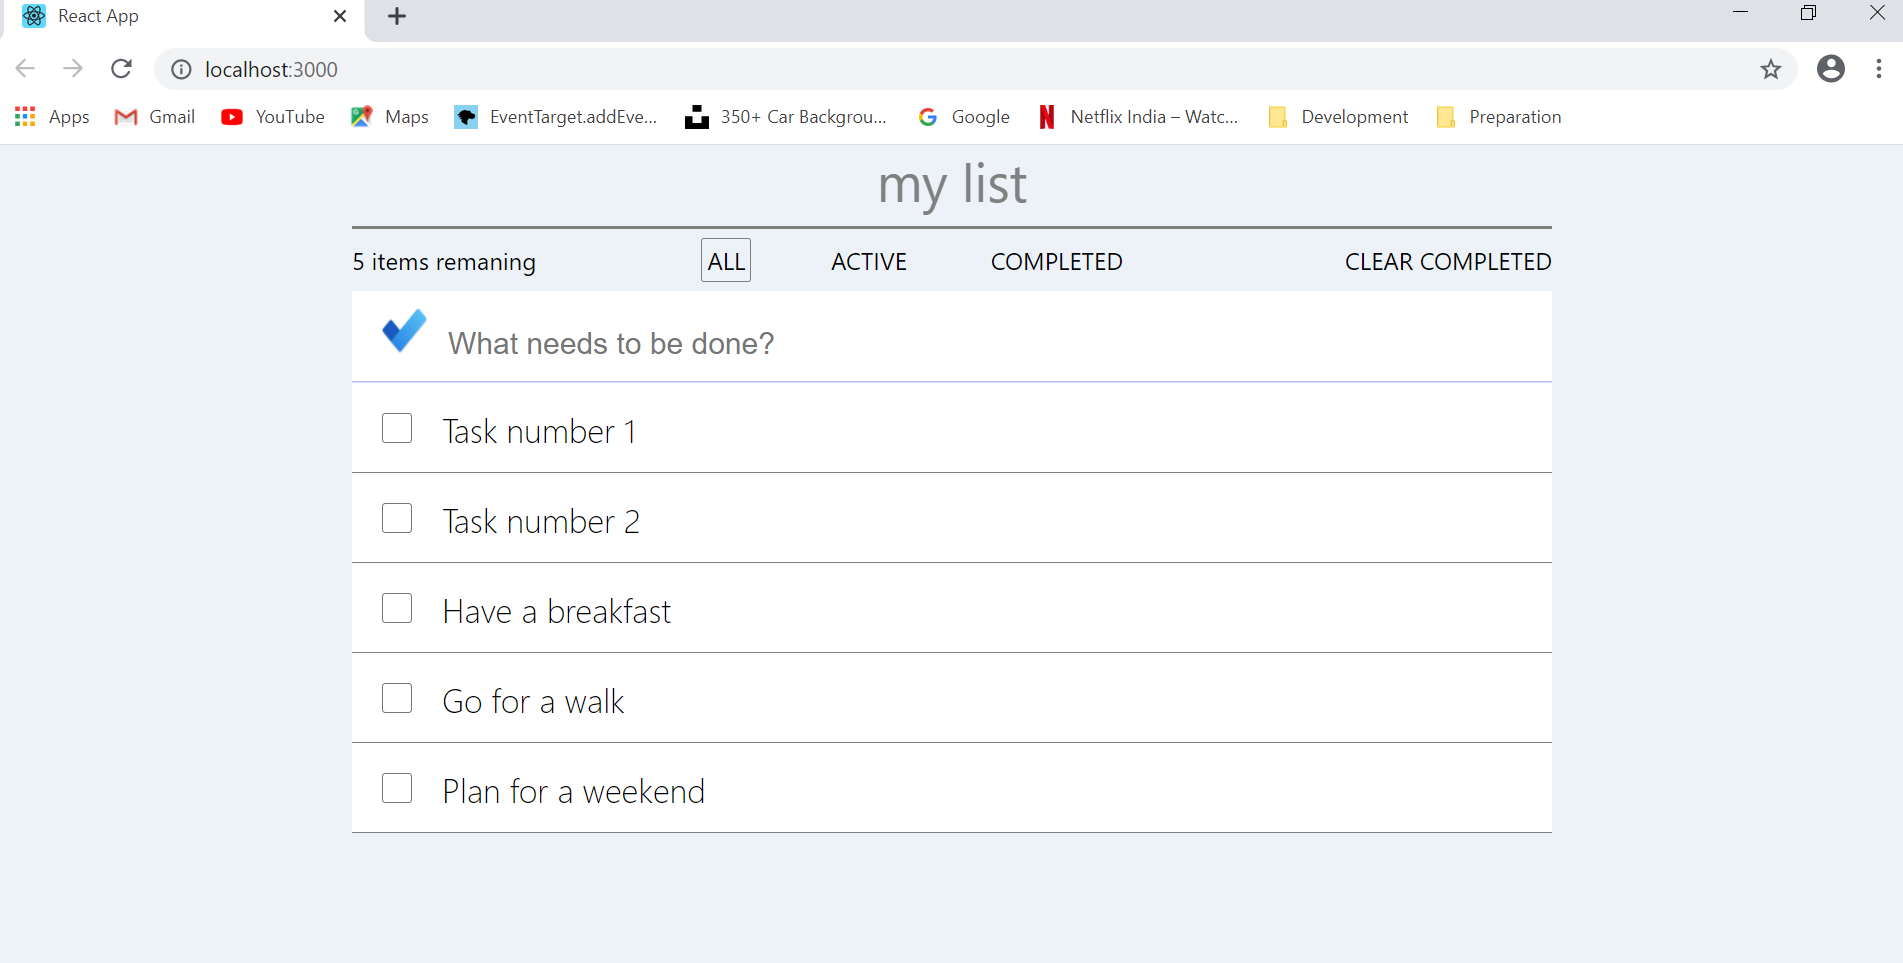 React App
localhost:3000
Apps Gmail YouTube Maps EventTarget.addEve... 350+ Car Backgrou... Google Netflix India – Watc... Development Preparation
my list
5 items remaning ALL ACTIVE COMPLETED CLEAR COMPLETED
What needs to be done?
Task number 1
Task number 2
Have a breakfast
Go for a walk
Plan for a weekend